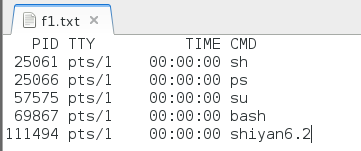 f1.txt ×
PID TTY TIME CMD
25061 pts/1 00:00:00 sh
25066 pts/1 00:00:00 ps
57575 pts/1 00:00:00 su
69867 pts/1 00:00:00 bash
111494 pts/1 00:00:00 shiyan6.2